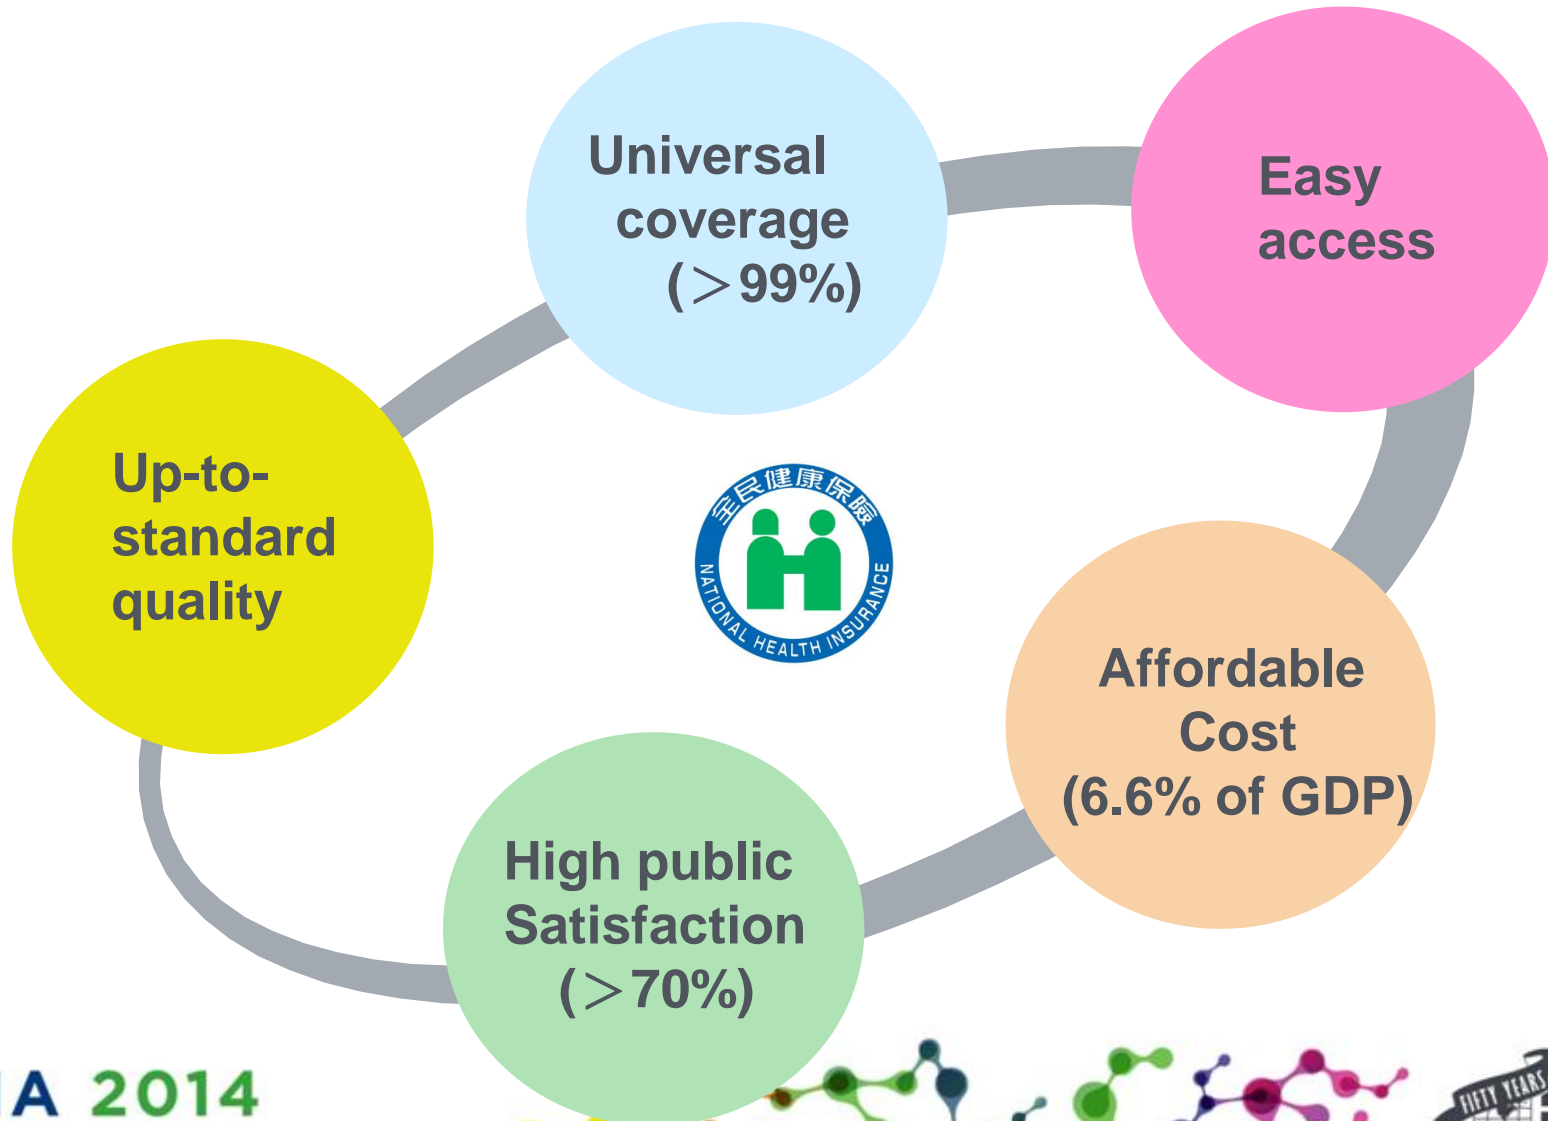 Universal
coverage
(＞99%)
Easy
access
Up-to-
standard
quality
全民健康保險
NATIONAL HEALTH INSURANCE
Affordable
Cost
(6.6% of GDP)
High public
Satisfaction
(＞70%)
2014
FIFTY YEARS